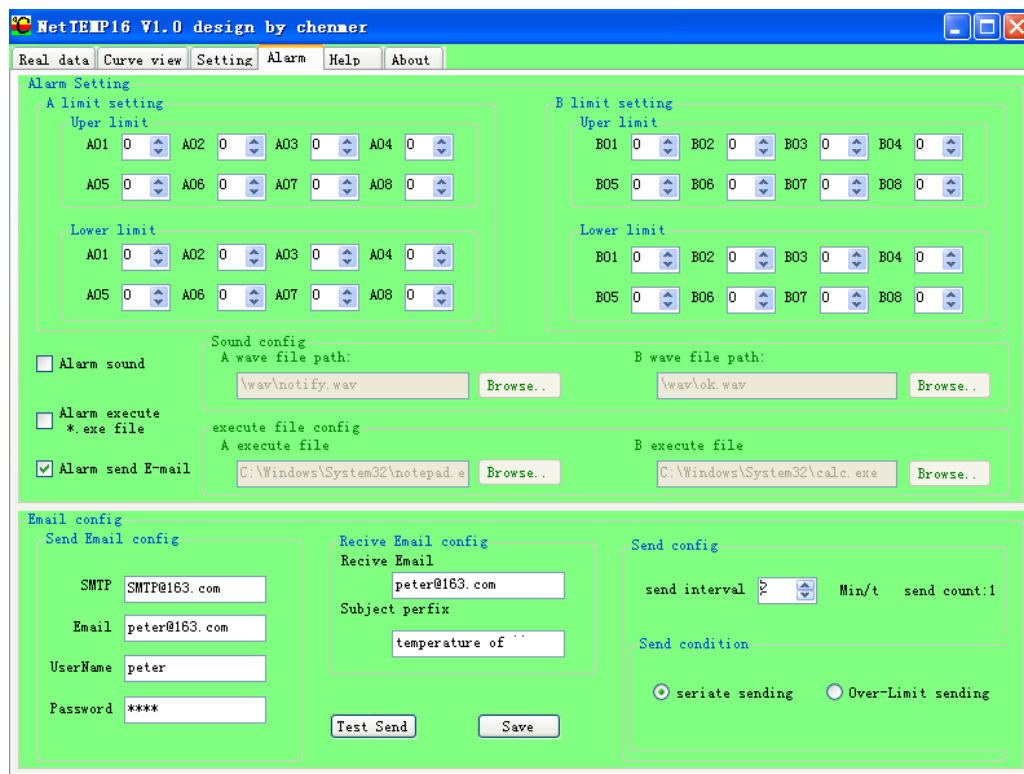 NetTEMP16 V1.0 design by chenmer
Real data Curve view Setting Alarm Help About
Alarm Setting
A limit setting
Uper limit
A01 0 A02 0 A03 0 A04 0
A05 0 A06 0 A07 0 A08 0
Lower limit
A01 0 A02 0 A03 0 A04 0
A05 0 A06 0 A07 0 A08 0
B limit setting
Uper limit
B01 0 B02 0 B03 0 B04 0
B05 0 B06 0 B07 0 B08 0
Lower limit
B01 0 B02 0 B03 0 B04 0
B05 0 B06 0 B07 0 B08 0
Alarm sound
Alarm execute
*.exe file
Alarm send E-mail
Sound config
A wave file path:
\wav\notify.wav Browse..
B wave file path:
\wav\ok.wav Browse..
execute file config
A execute file
C:\Windows\System32\notepad.e Browse..
B execute file
C:\Windows\System32\calc.exe Browse..
Email config
Send Email config
SMTP SMTP@163.com
Email peter@163.com
UserName peter
Password ****
Recive Email config
Recive Email
peter@163.com
Subject perfix
temperature of ``
Test Send Save
Send config
send interval 2 Min/t send count:1
Send condition
seriate sending Over-Limit sending